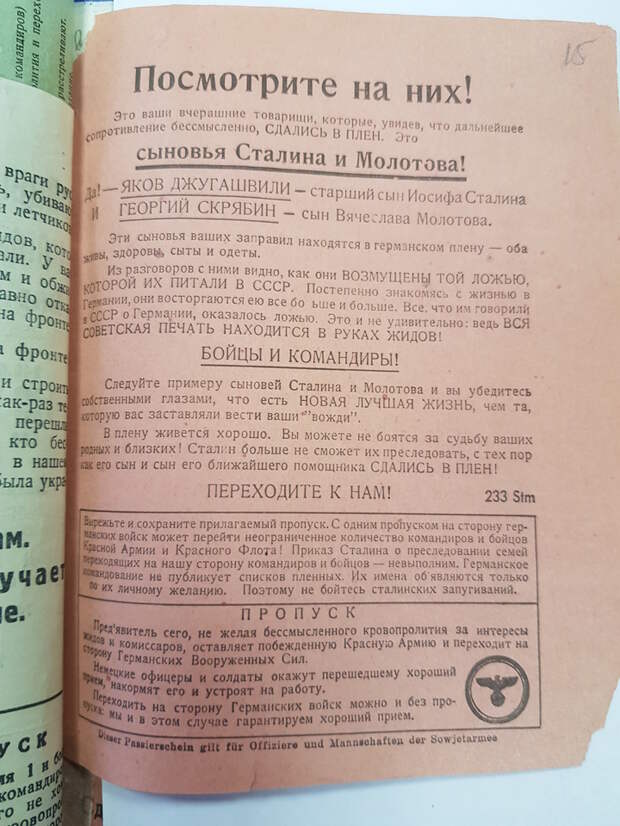 командиров)
расстреливают.
15
Посмотрите на них!
Это ваши вчерашние товарищи, которые, увидев, что дальнейшее
сопротивление бессмысленно, СДАЛИСЬ В ПЛЕН. Это
сыновья Сталина и Молотова!
Да! — ЯКОВ ДЖУГАШВИЛИ — старший сын Иосифа Сталина
И ГЕОРГИЙ СКРЯБИН — сын Вячеслава Молотова.
Эти сыновья ваших заправил находятся в германском плену — оба
живы, здоровы, сыты и одеты.
Из разговоров с ними видно, как они ВОЗМУЩЕНЫ ТОЙ ЛОЖЬЮ,
КОТОРОЙ ИХ ПИТАЛИ В СССР. Постепенно знакомясь с жизнью в
Германии, они восторгаются ею все бо ьше и больше. Все, что им говорили
в СССР о Германии, оказалось ложью. Это и не удивительно: ведь ВСЯ
СОВЕТСКАЯ ПЕЧАТЬ НАХОДИТСЯ В РУКАХ ЖИДОВ!
БОЙЦЫ И КОМАНДИРЫ!
Следуйте примеру сыновей Сталина и Молотова и вы убедитесь
собственными глазами, что есть НОВАЯ ЛУЧШАЯ ЖИЗНЬ, чем та,
которую вас заставляли вести ваши "вожди".
В плену живется хорошо. Вы можете не боятся за судьбу ваших
родных и близких! Сталин больше не сможет их преследовать, с тех пор
как его сын и сын его ближайшего помощника СДАЛИСЬ В ПЛЕН!
ПЕРЕХОДИТЕ К НАМ!
233 Stm
Вырежьте и сохраните прилагаемый пропуск. С одним пропуском на сторону гер-
манских войск может перейти неограниченное количество командиров и бойцов
Красной Армии и Красного Флота! Приказ Сталина о преследовании семей
переходящих на нашу сторону командиров и бойцов — невыполним. Германское
командование не публикует списков пленных. Их имена об'являются только
по их личному желанию. Поэтому не бойтесь сталинских запугиваний.
ПРОПУСК
Пред'явитель сего, не желая бессмысленного кровопролития за интересы
жидов и комиссаров, оставляет побежденную Красную Армию и переходит на
сторону Германских Вооруженных Сил.
Немецкие офицеры и солдаты окажут перешедшему хороший
прием, накормят его и устроят на работу.
Переходить на сторону Германских войск можно и без про-
пуска: мы и в этом случае гарантируем хороший прием.
Dieser Passierschein gilt für Offiziere und Mannschaften der Sowjetarmee